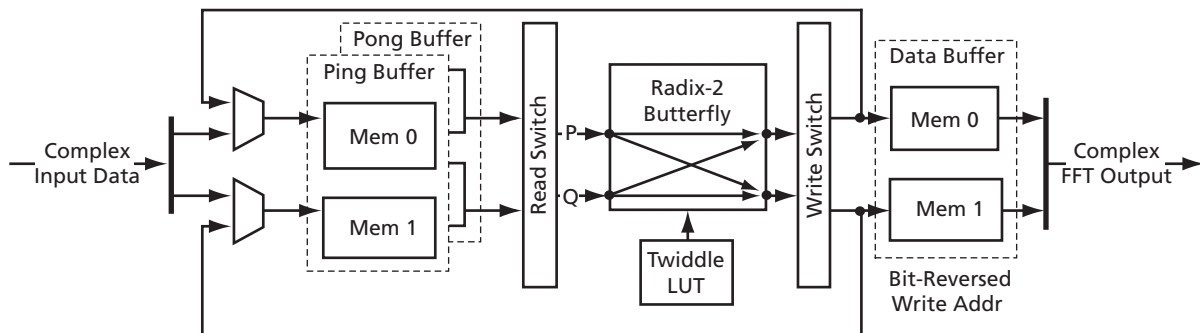 Complex
Input Data
Pong Buffer
Ping Buffer
Mem 0
Mem 1
Read Switch
P
Q
Radix-2
Butterfly
Twiddle
LUT
Write Switch
Data Buffer
Mem 0
Mem 1
Bit-Reversed
Write Addr
Complex
FFT Output